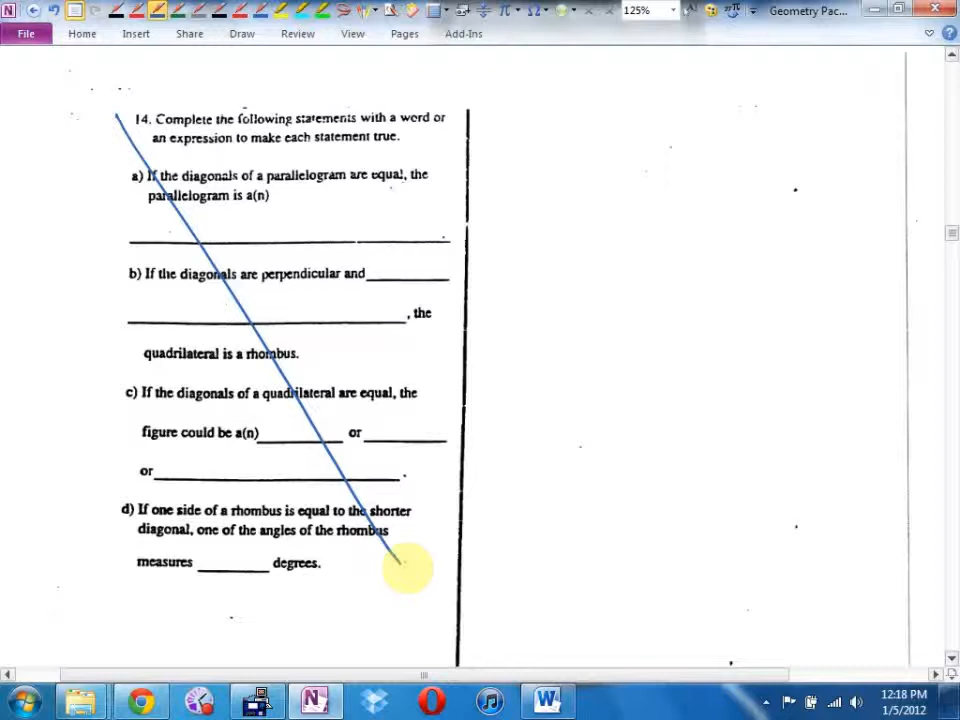 125%
Geometry Pac...
File
Home
Insert
Share
Draw
Review
View
Pages
Add-Ins
14. Complete the following statements with a word or
an expression to make each statement true.
a) If the diagonals of a parallelogram are equal, the
parallelogram is a(n)
b) If the diagonals are perpendicular and
, the
quadrilateral is a rhombus.
c) If the diagonals of a quadrilateral are equal, the
figure could be a(n) or
or .
d) If one side of a rhombus is equal to the shorter
diagonal, one of the angles of the rhombus
measures degrees.
12:18 PM
1/5/2012